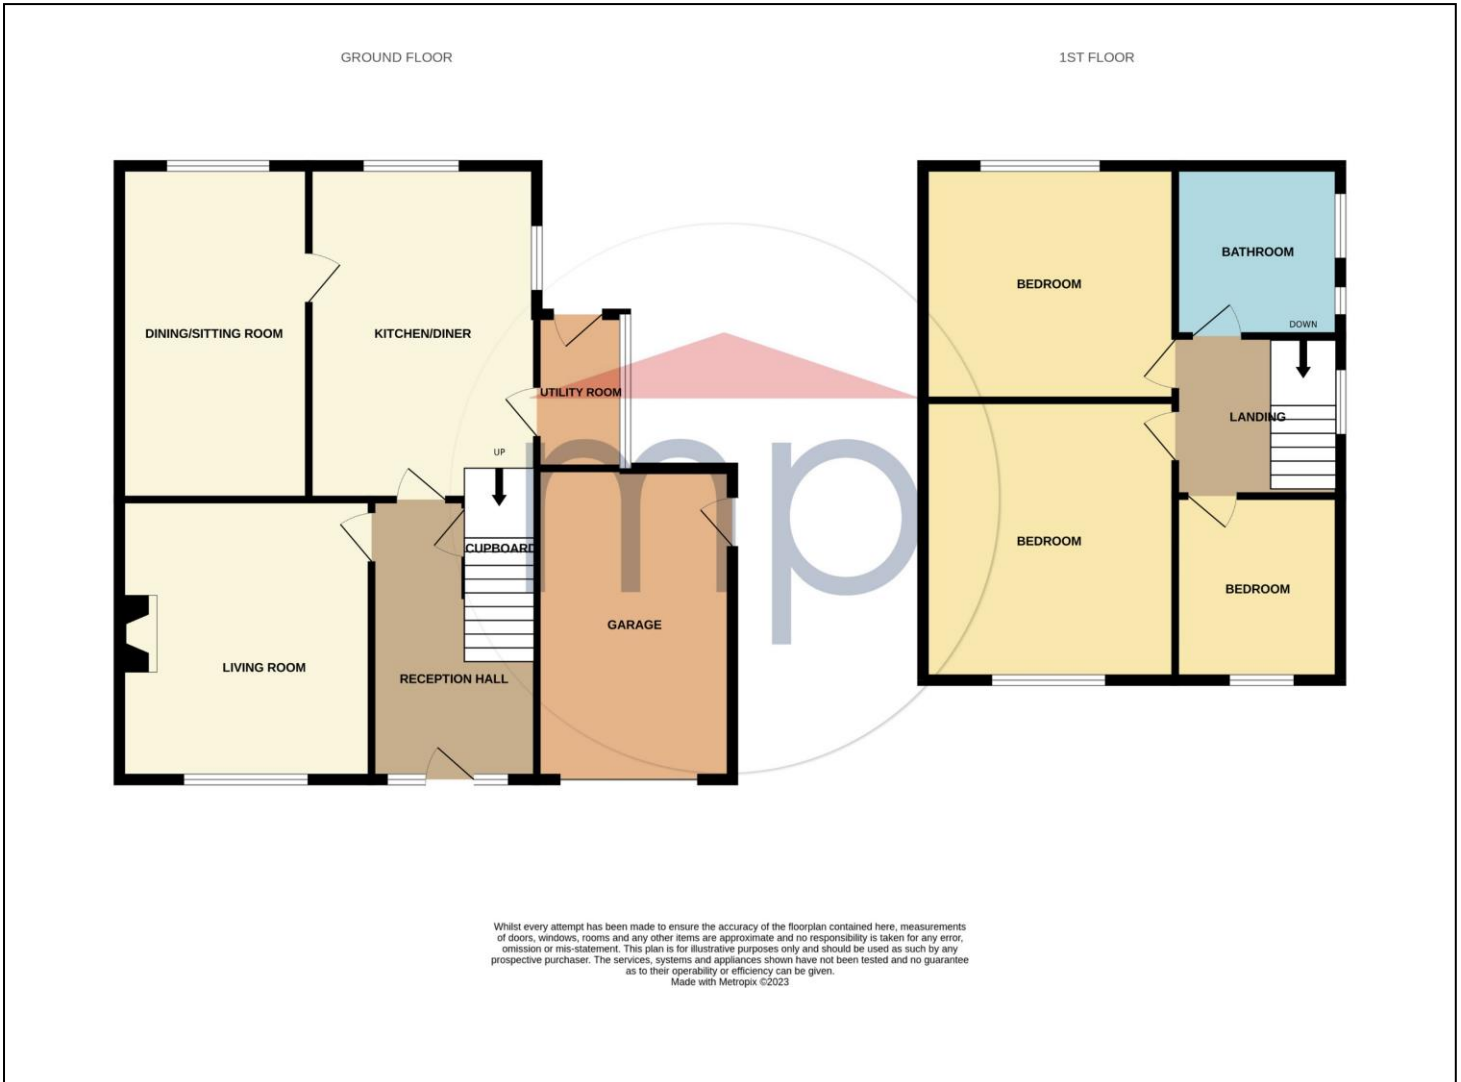 GROUND FLOOR
1ST FLOOR
DINING/SITTING ROOM
KITCHEN/DINER
UTILITY ROOM
UP
CUPBOARD
LIVING ROOM
RECEPTION HALL
GARAGE
mp
BEDROOM
BATHROOM
DOWN
LANDING
BEDROOM
BEDROOM
Whilst every attempt has been made to ensure the accuracy of the floorplan contained here, measurements
of doors, windows, rooms and any other items are approximate and no responsibility is taken for any error,
omission or mis-statement. This plan is for illustrative purposes only and should be used as such by any
prospective purchaser. The services, systems and appliances shown have not been tested and no guarantee
as to their operability or efficiency can be given.
Made with Metropix ©2023